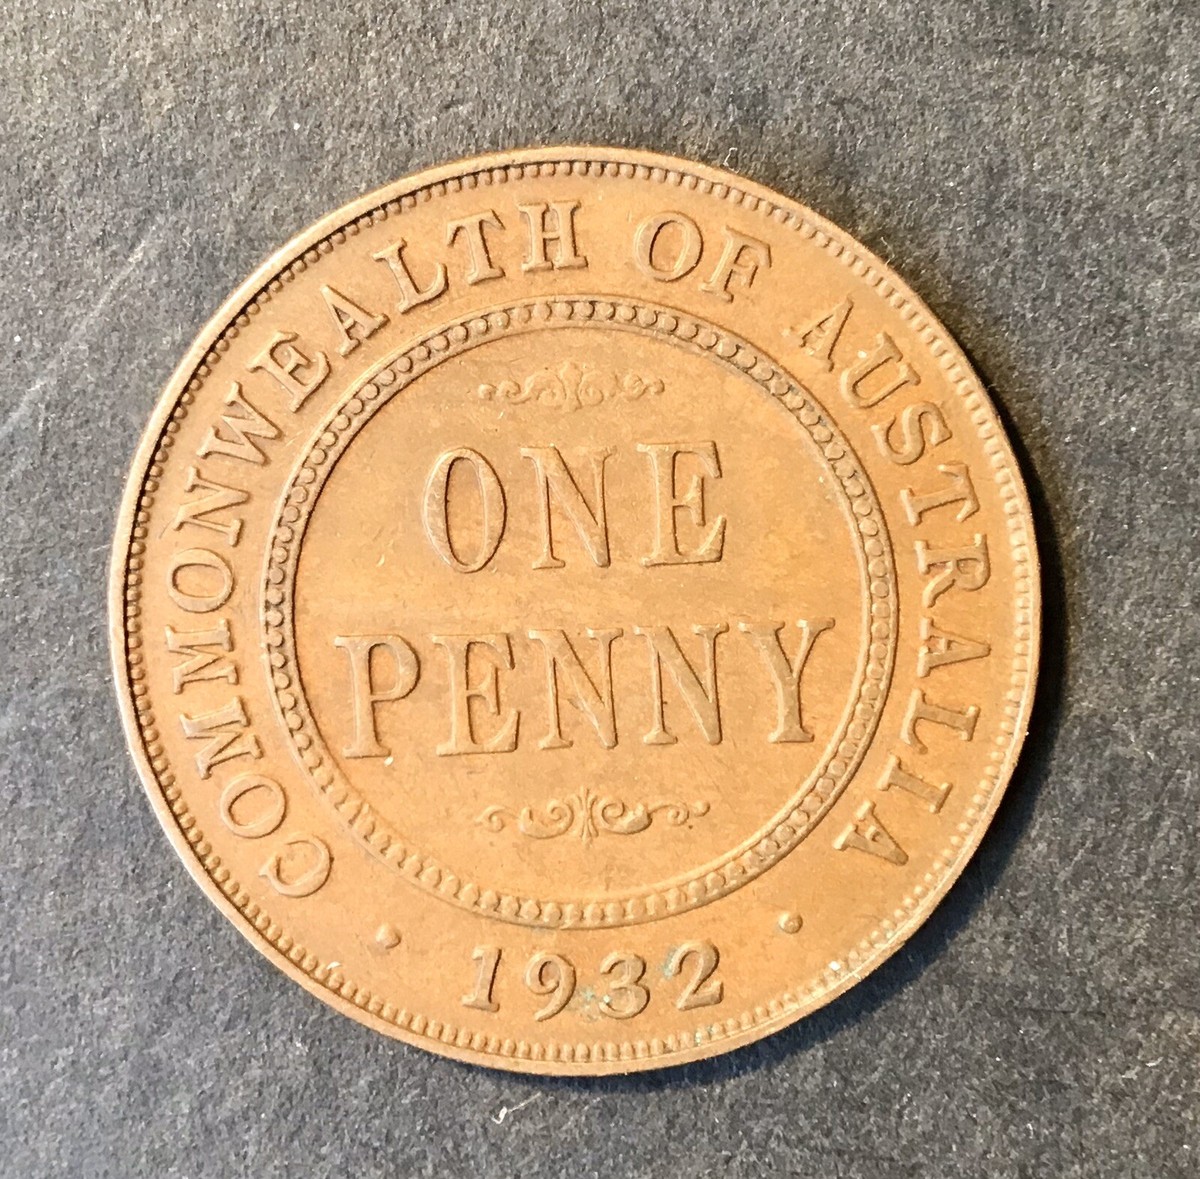 COMMONWEALTH OF AUSTRALIA
ONE
PENNY
· 1932 ·